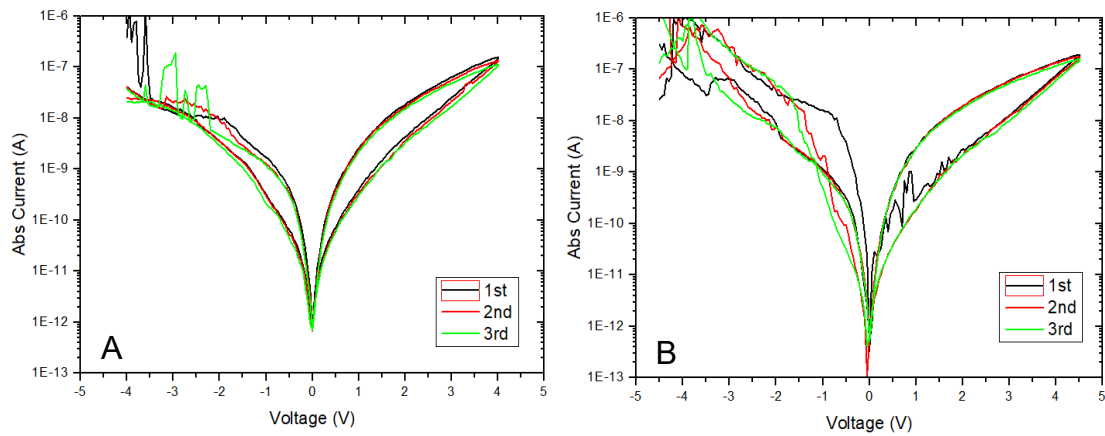 1E-6
1E-7
1E-8
1E-9
1E-10
1E-11
1E-12
1E-13
Abs Current (A)
-5 -4 -3 -2 -1 0 1 2 3 4 5
Voltage (V)
1st
2nd
3rd
A
1E-6
1E-7
1E-8
1E-9
1E-10
1E-11
1E-12
1E-13
Abs Current (A)
-5 -4 -3 -2 -1 0 1 2 3 4 5
Voltage (V)
1st
2nd
3rd
B